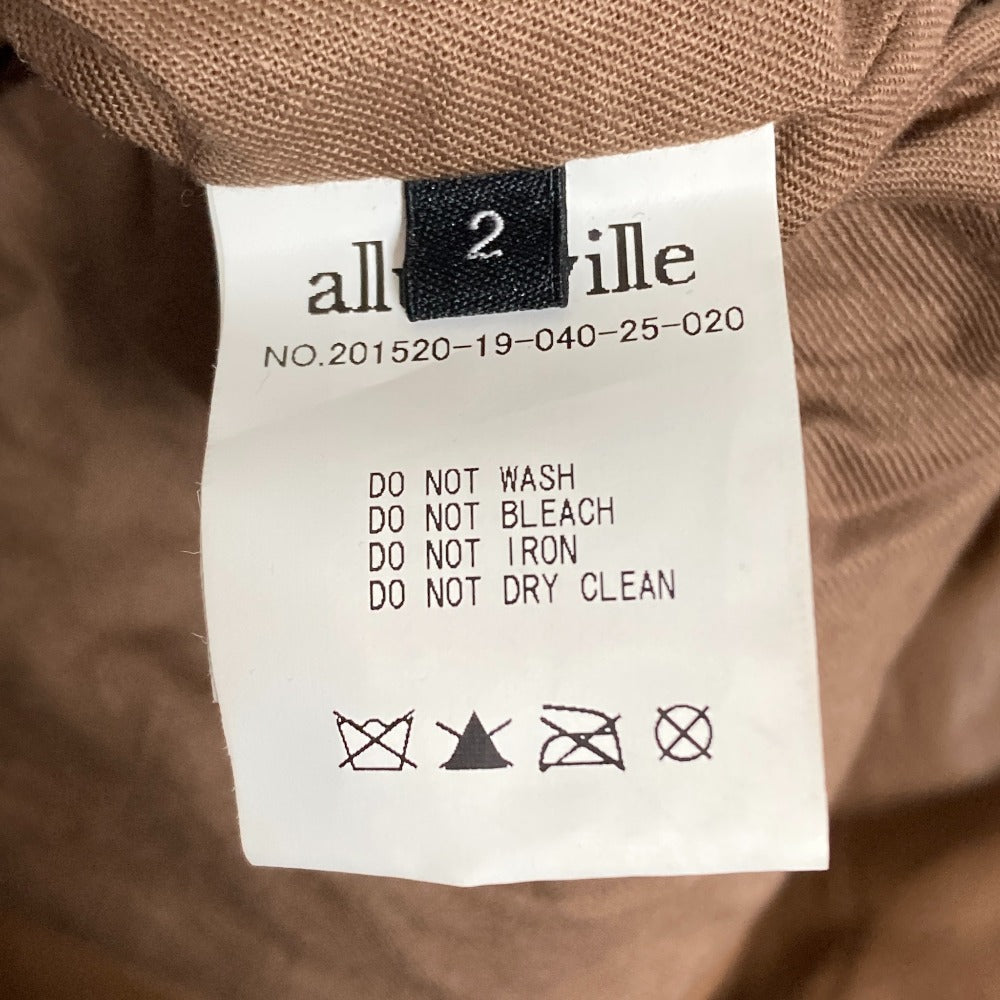 2
NO.201520-19-040-25-020
DO NOT WASH
DO NOT BLEACH
DO NOT IRON
DO NOT DRY CLEAN